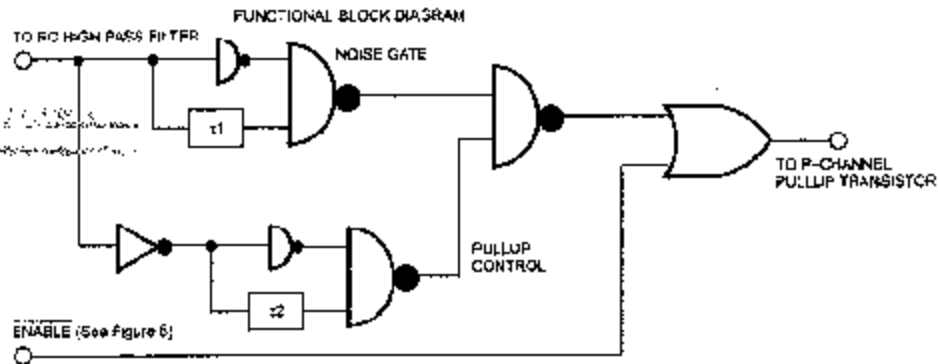 FUNCTIONAL BLOCK DIAGRAM
TO RC HIGH PASS FILTER
NOISE GATE
τ1
TO P-CHANNEL
PULLUP TRANSISTOR
PULLUP
CONTROL
τ2
ENABLE (See Figure 6)